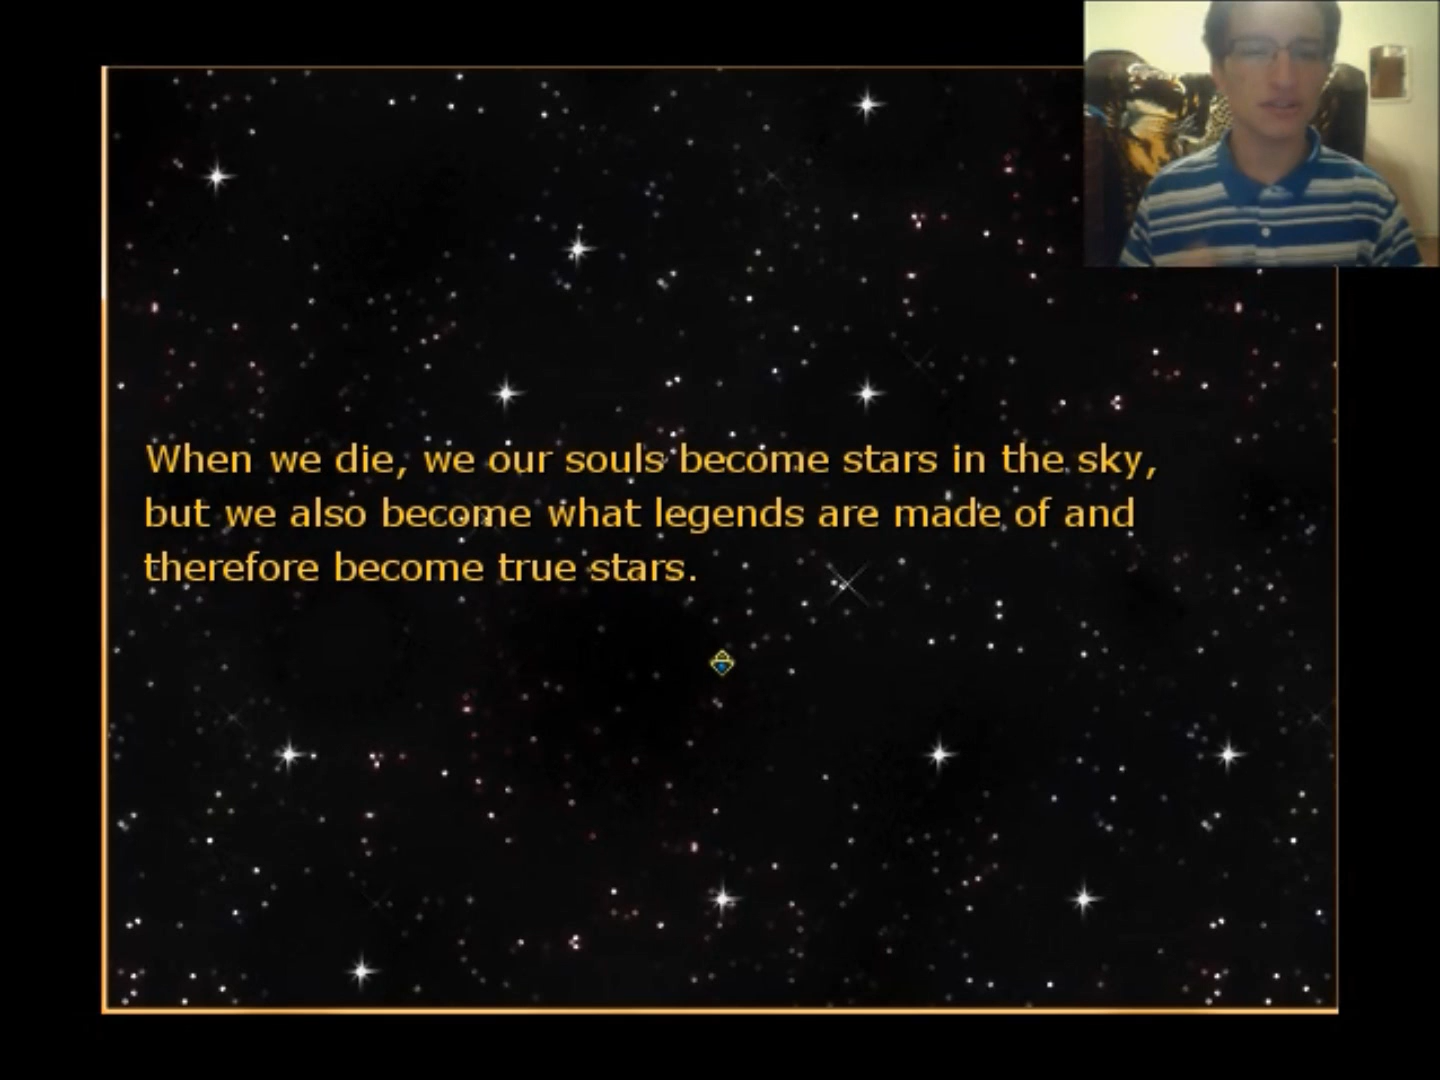 When we die, we our souls become stars in the sky,
but we also become what legends are made of and
therefore become true stars.